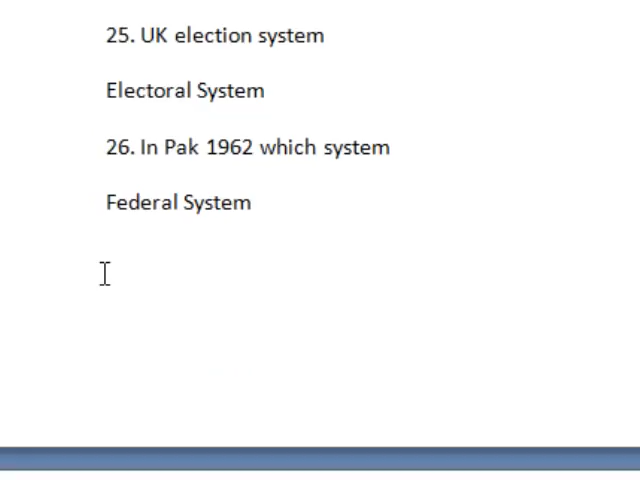 25. UK election system
Electoral System
26. In Pak 1962 which system
Federal System